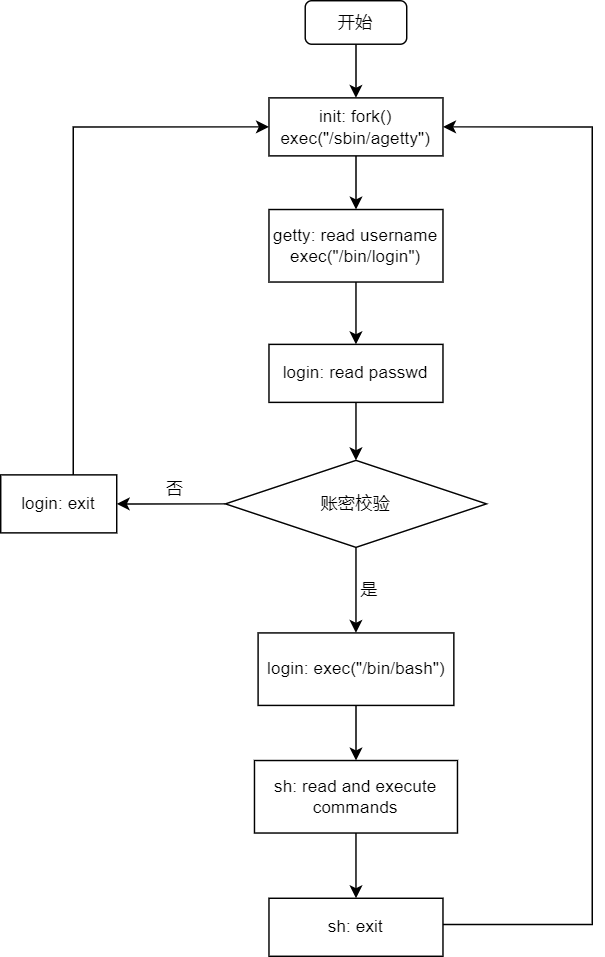 开始
init: fork()
exec("/sbin/agetty")
getty: read username
exec("/bin/login")
login: read passwd
账密校验
否
login: exit
是
login: exec("/bin/bash")
sh: read and execute
commands
sh: exit